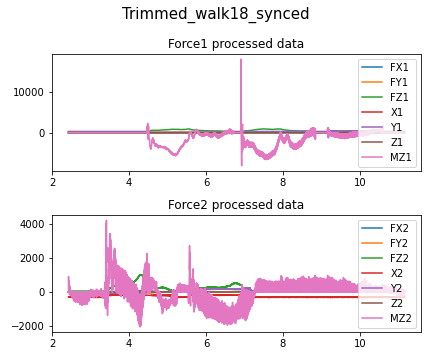 Trimmed_walk18_synced
Force1 processed data
10000
0
FX1
FY1
FZ1
X1
Y1
Z1
MZ1
2 4 6 8 10
Force2 processed data
4000
2000
0
−2000
FX2
FY2
FZ2
X2
Y2
Z2
MZ2
2 4 6 8 10